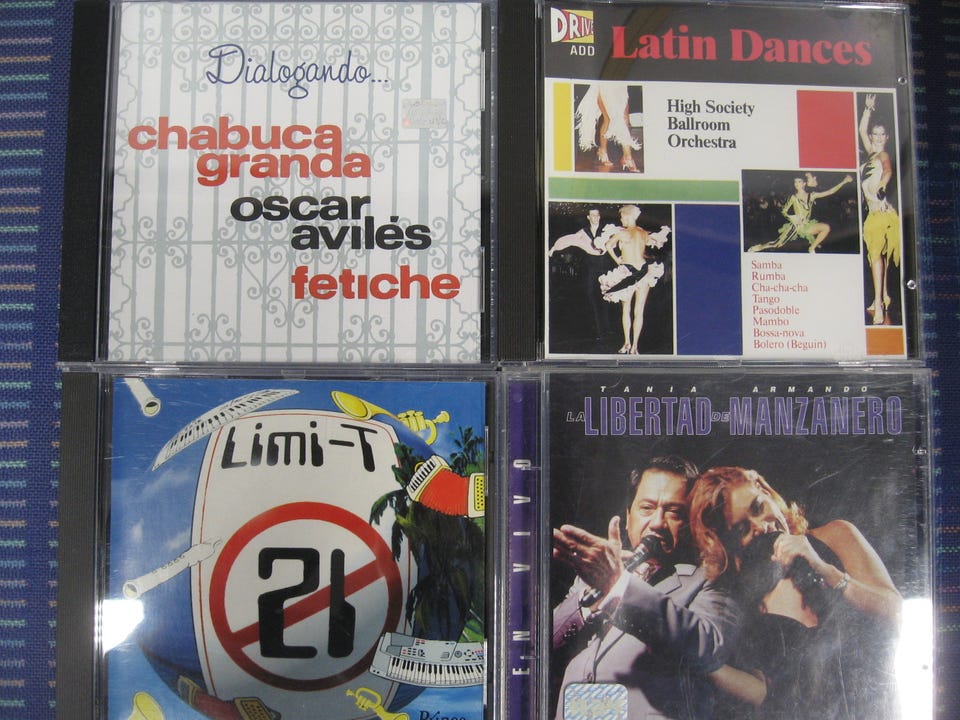 Dialogando...
chabuca
granda
oscar
avilés
fetiche
DRIVE
ADD
Latin Dances
High Society
Ballroom
Orchestra
Samba
Rumba
Cha-cha-cha
Tango
Pasodoble
Mambo
Bossa-nova
Bolero (Beguin)
Limi-T
21
TANIA ARMANDO
LA LIBERTAD DE MANZANERO
EN VIVO